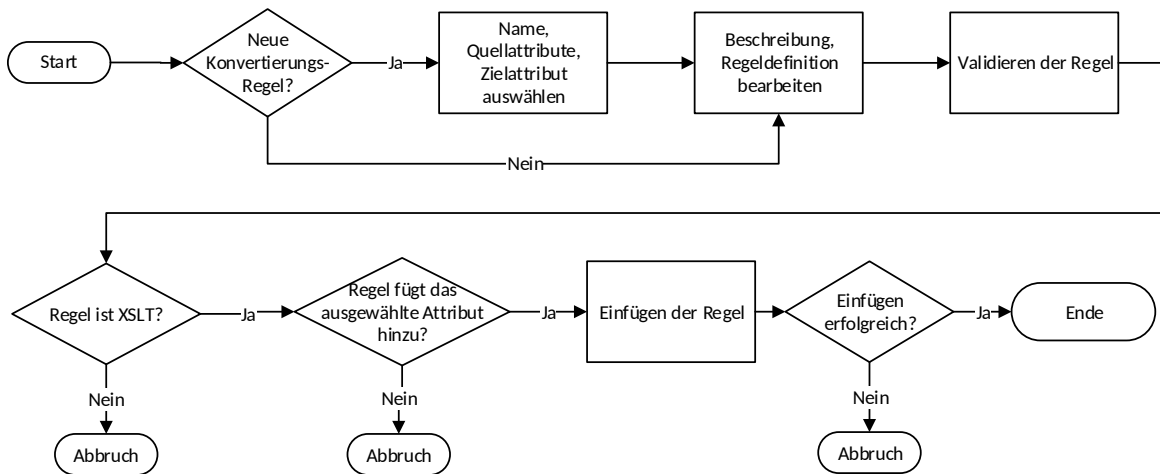 Start
Neue
Konvertierungs-
Regel?
Ja
Name,
Quellattribute,
Zielattribut
auswählen
Beschreibung,
Regeldefinition
bearbeiten
Validieren der Regel
Nein
Regel ist XSLT?
Ja
Regel fügt das
ausgewählte Attribut
hinzu?
Ja
Einfügen der Regel
Einfügen
erfolgreich?
Ja
Ende
Nein
Nein
Nein
Abbruch
Abbruch
Abbruch